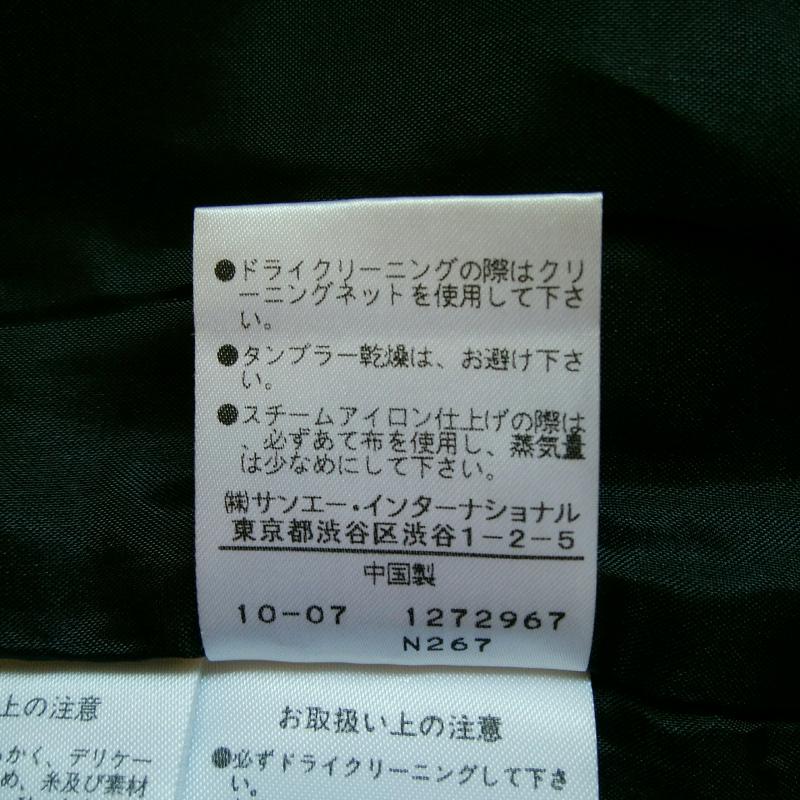 ●ドライクリーニングの際はクリ
ーニングネットを使用して下さ
い。
●タンブラー乾燥は、お避け下さ
い。
●スチームアイロン仕上げの際は
、必ずあて布を使用し、蒸気量
は少なめにして下さい。
㈱サンエー・インターナショナル
東京都渋谷区渋谷1-2-5
中国製
10-07 1272967
N267
上の注意
かく、デリケー
め、糸及び素材
お取扱い上の注意
●必ずドライクリーニングして下さ
い。